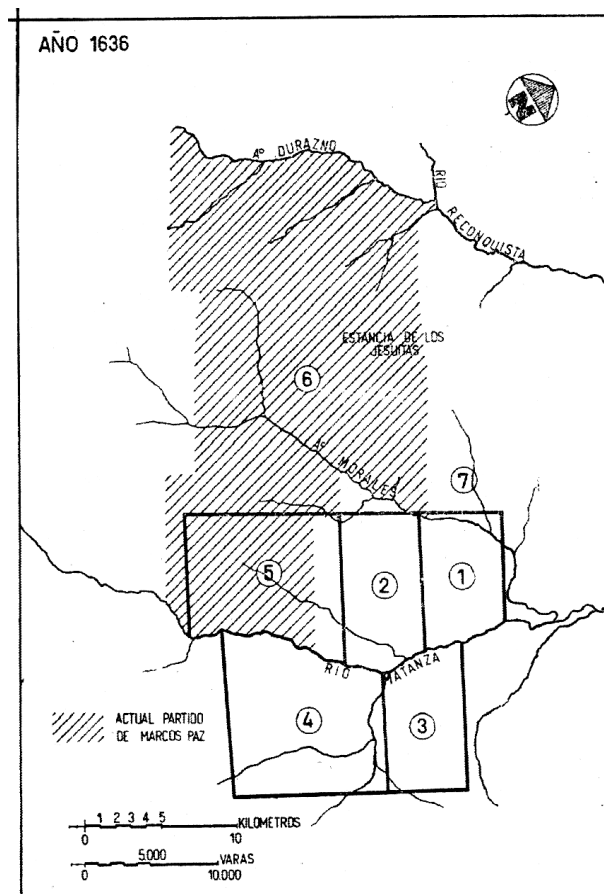 AÑO 1636
N
Aº DURAZNO
RIO
RECONQUISTA
ESTANCIA DE LOS
JESUITAS
6
Aº MORALES
7
5
2
1
RIO MATANZA
4
3
ACTUAL PARTIDO
DE MARCOS PAZ
1 2 3 4 5
KILOMETROS
0 10
5.000
VARAS
0 10.000